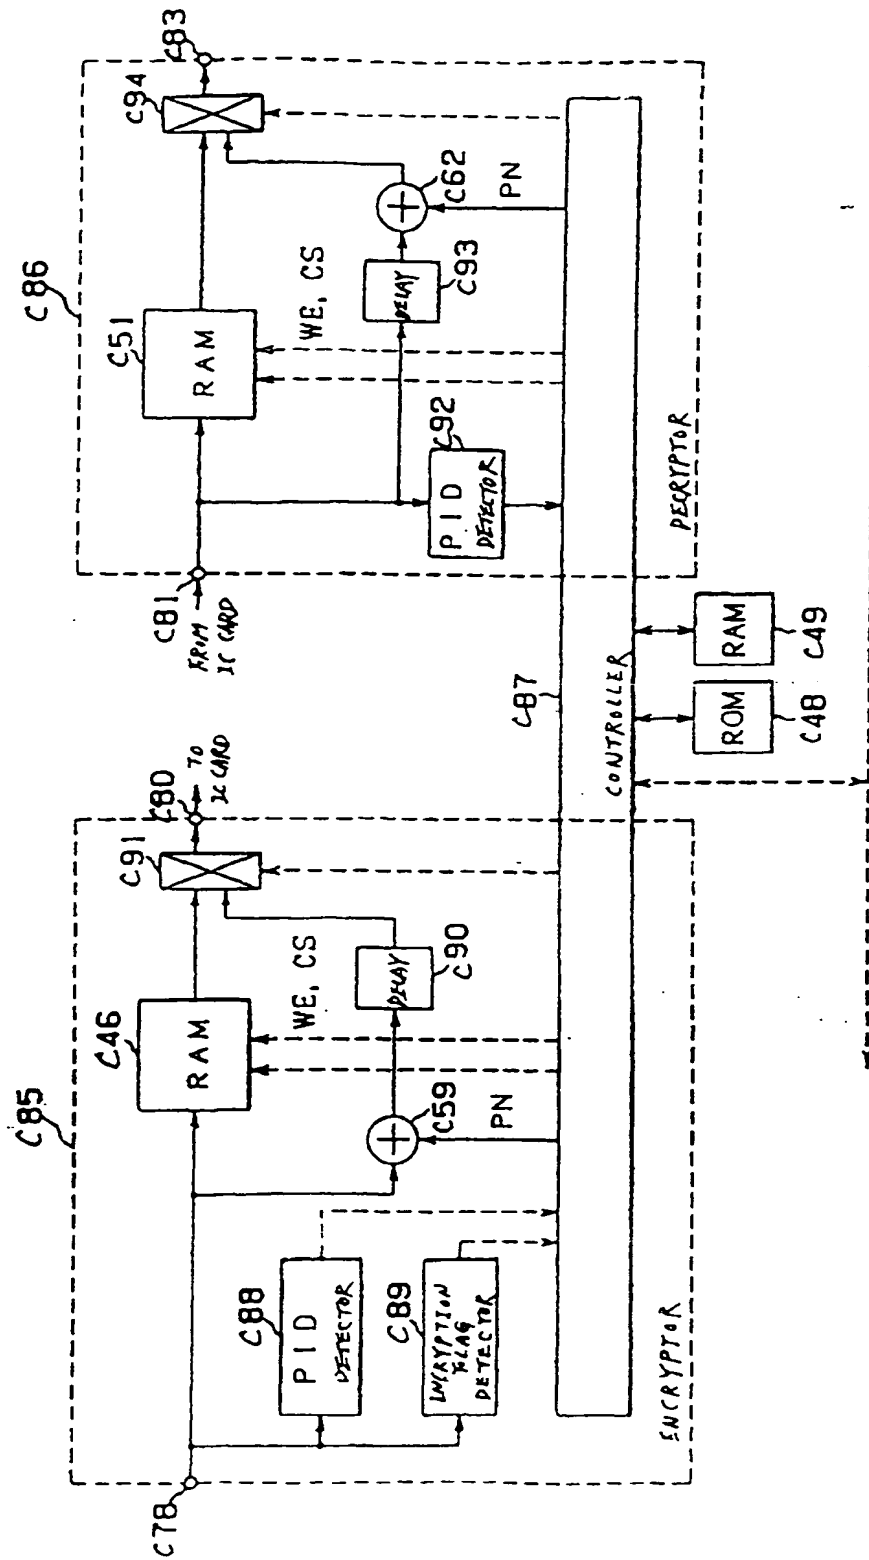 C85
C78
C88
PID
DETECTOR
C89
ENCRYPTION
FLAG
DETECTOR
C46
RAM
WE, CS
C59
PN
DELAY
C90
C91
C80
TO
IC CARD
ENCRYPTOR
C86
C81
FROM
IC CARD
C51
RAM
WE, CS
C92
PID
DETECTOR
DELAY
C93
C62
PN
C94
C83
DECRYPTOR
C87
CONTROLLER
ROM
C48
RAM
C49